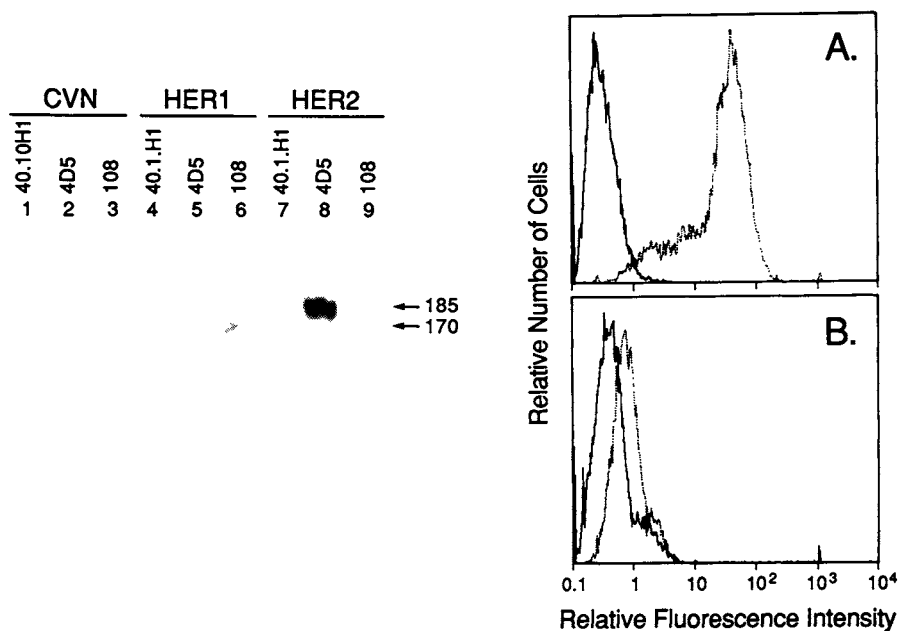 CVN HER1 HER2
40.10H1 4D5 108 40.1.H1 4D5 108 40.1.H1 4D5 108
1 2 3 4 5 6 7 8 9
← 185
← 170
A.
B.
Relative Number of Cells
0.1 1 10 10² 10³ 10⁴
Relative Fluorescence Intensity